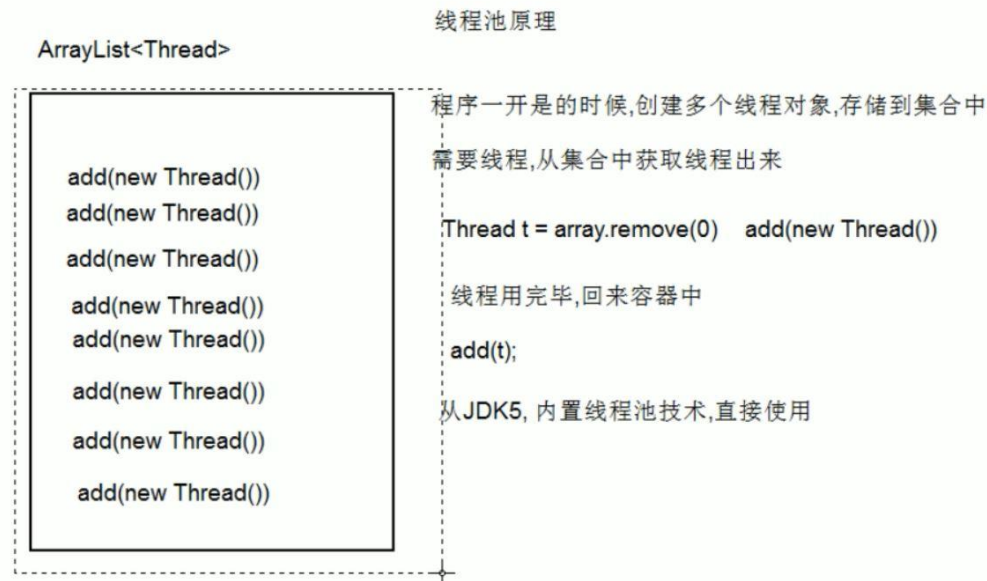 线程池原理
ArrayList<Thread>
程序一开是的时候,创建多个线程对象,存储到集合中
需要线程,从集合中获取线程出来
add(new Thread())
add(new Thread())
Thread t = array.remove(0) add(new Thread())
add(new Thread())
线程用完毕,回来容器中
add(new Thread())
add(new Thread())
add(t);
add(new Thread())
从JDK5, 内置线程池技术,直接使用
add(new Thread())
add(new Thread())